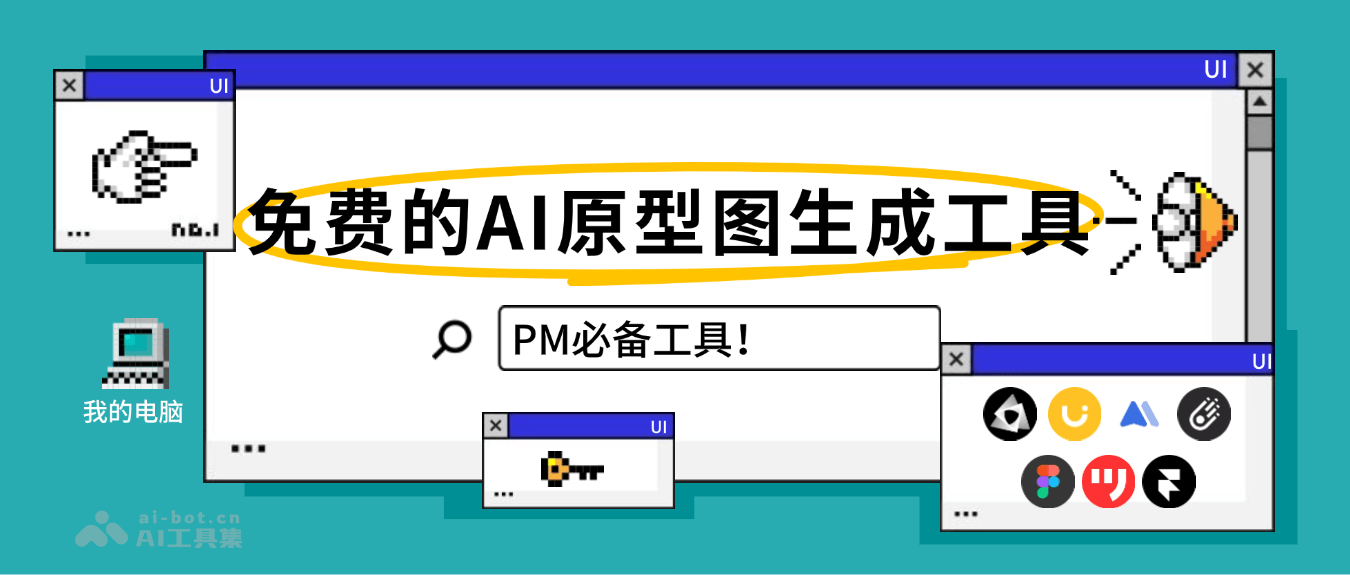 UI
UI
no.1
免费的AI原型图生成工具
PM必备工具！
我的电脑
UI
UI
ai-bot.cn
AI工具集